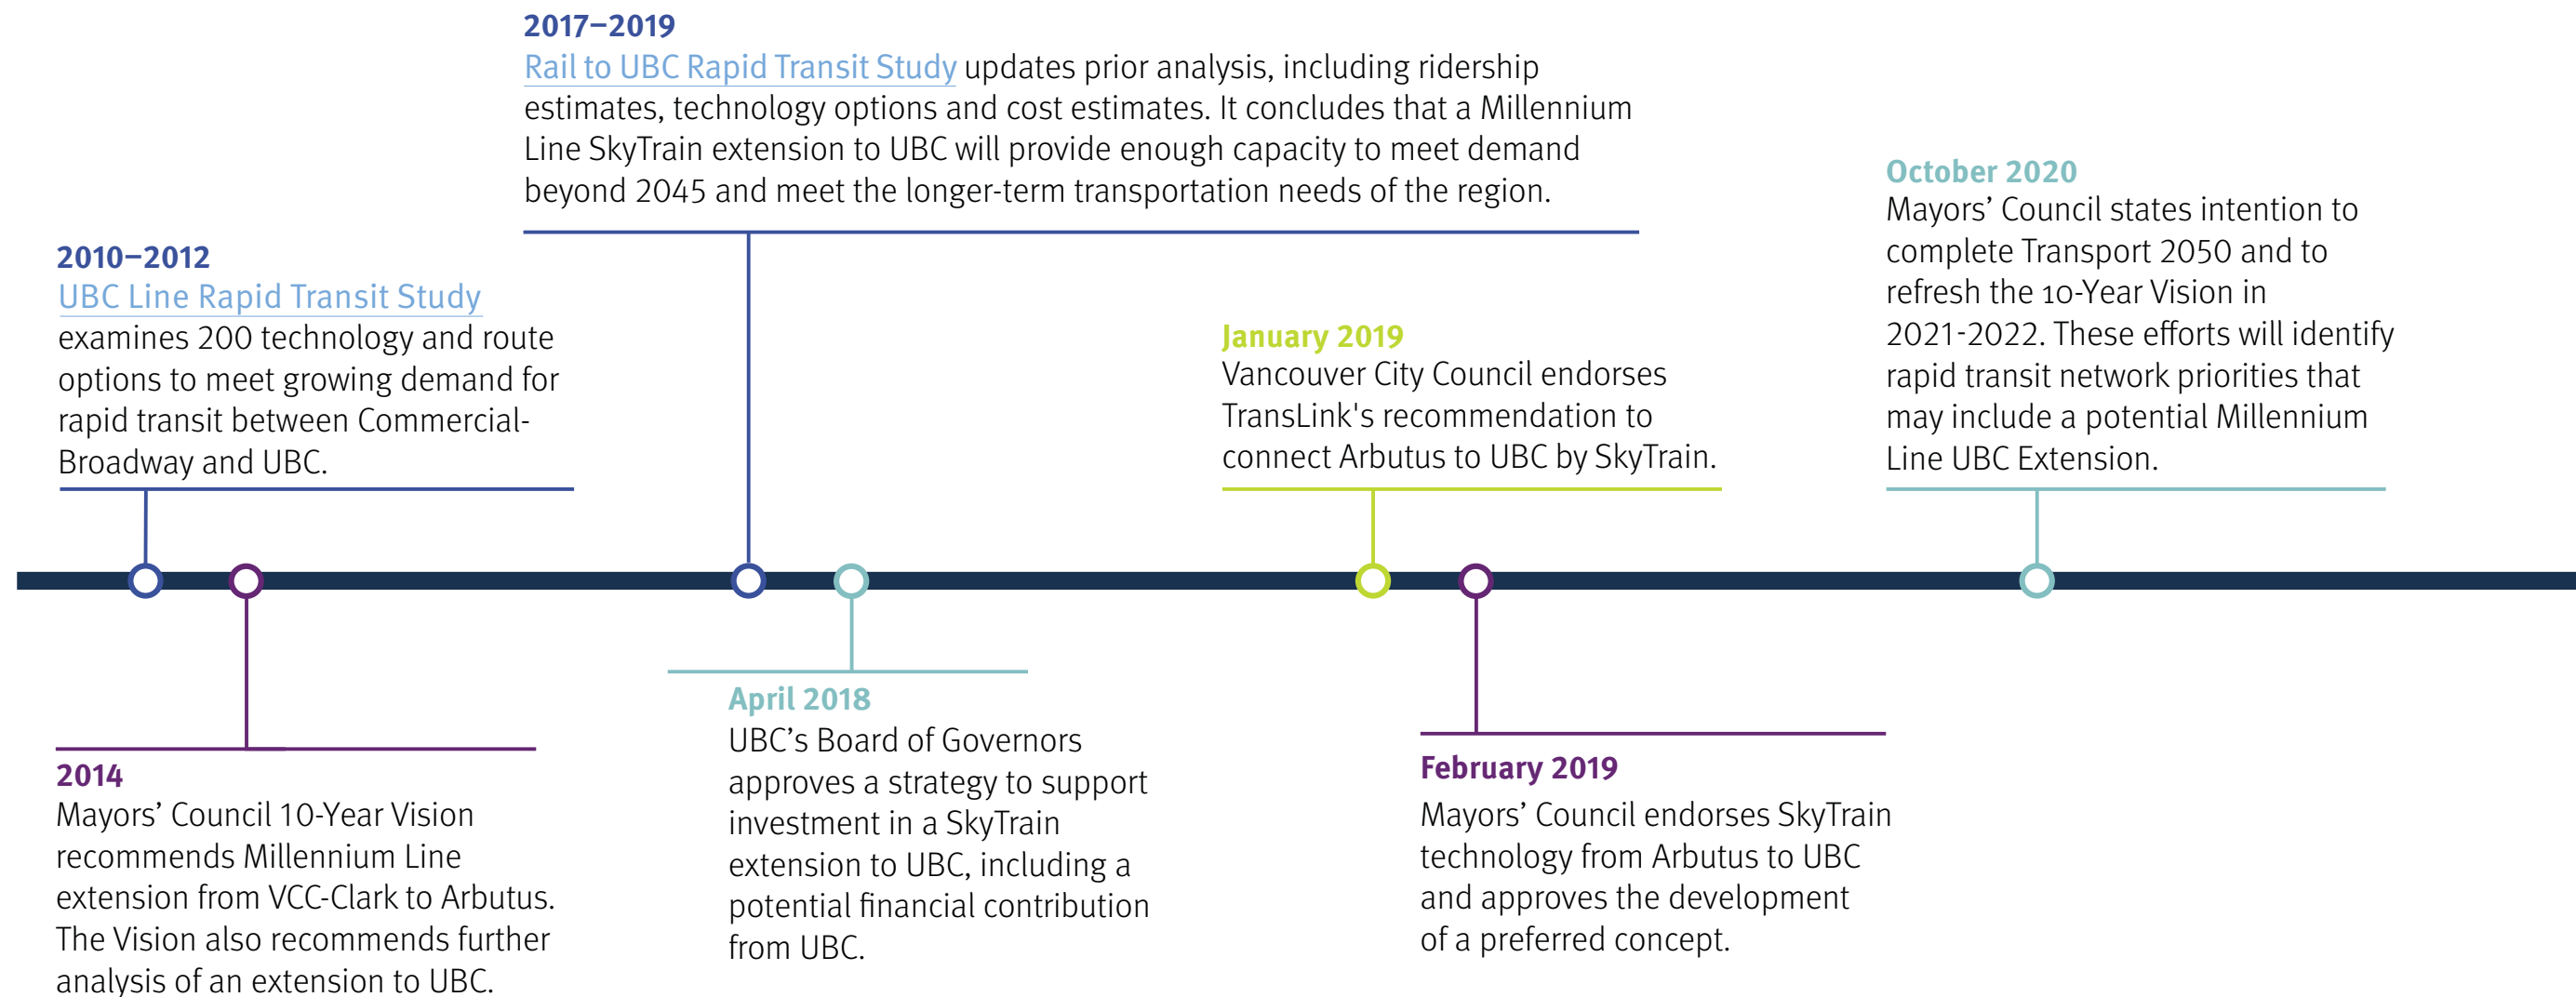 2010–2012
UBC Line Rapid Transit Study
examines 200 technology and route
options to meet growing demand for
rapid transit between Commercial-
Broadway and UBC.
2014
Mayors’ Council 10-Year Vision
recommends Millennium Line
extension from VCC-Clark to Arbutus.
The Vision also recommends further
analysis of an extension to UBC.
2017–2019
Rail to UBC Rapid Transit Study updates prior analysis, including ridership
estimates, technology options and cost estimates. It concludes that a Millennium
Line SkyTrain extension to UBC will provide enough capacity to meet demand
beyond 2045 and meet the longer-term transportation needs of the region.
April 2018
UBC’s Board of Governors
approves a strategy to support
investment in a SkyTrain
extension to UBC, including a
potential financial contribution
from UBC.
January 2019
Vancouver City Council endorses
TransLink's recommendation to
connect Arbutus to UBC by SkyTrain.
February 2019
Mayors’ Council endorses SkyTrain
technology from Arbutus to UBC
and approves the development
of a preferred concept.
October 2020
Mayors’ Council states intention to
complete Transport 2050 and to
refresh the 10-Year Vision in
2021-2022. These efforts will identify
rapid transit network priorities that
may include a potential Millennium
Line UBC Extension.